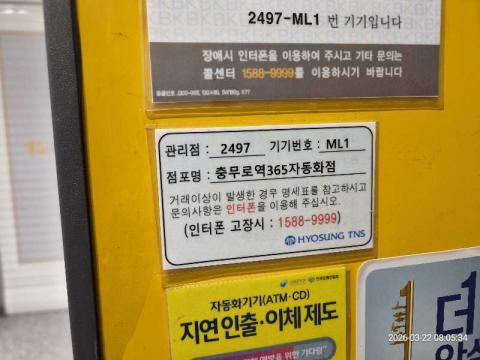 2497-ML1 번 기기입니다
장애시 인터폰을 이용하여 주시고 기타 문의는
콜센터 1588-9999를 이용하시기 바랍니다
관리점 : 2497 기기번호 : ML1
점포명 : 충무로역365자동화점
거래이상이 발생한 경우 명세표를 참고하시고
문의사항은 인터폰을 이용해 주십시오.
(인터폰 고장시 : 1588-9999)
HYOSUNG TNS
자동화기기(ATM·CD)
지연 인출·이체 제도
위한 기다림"
더
2026-03-22 08:05:34